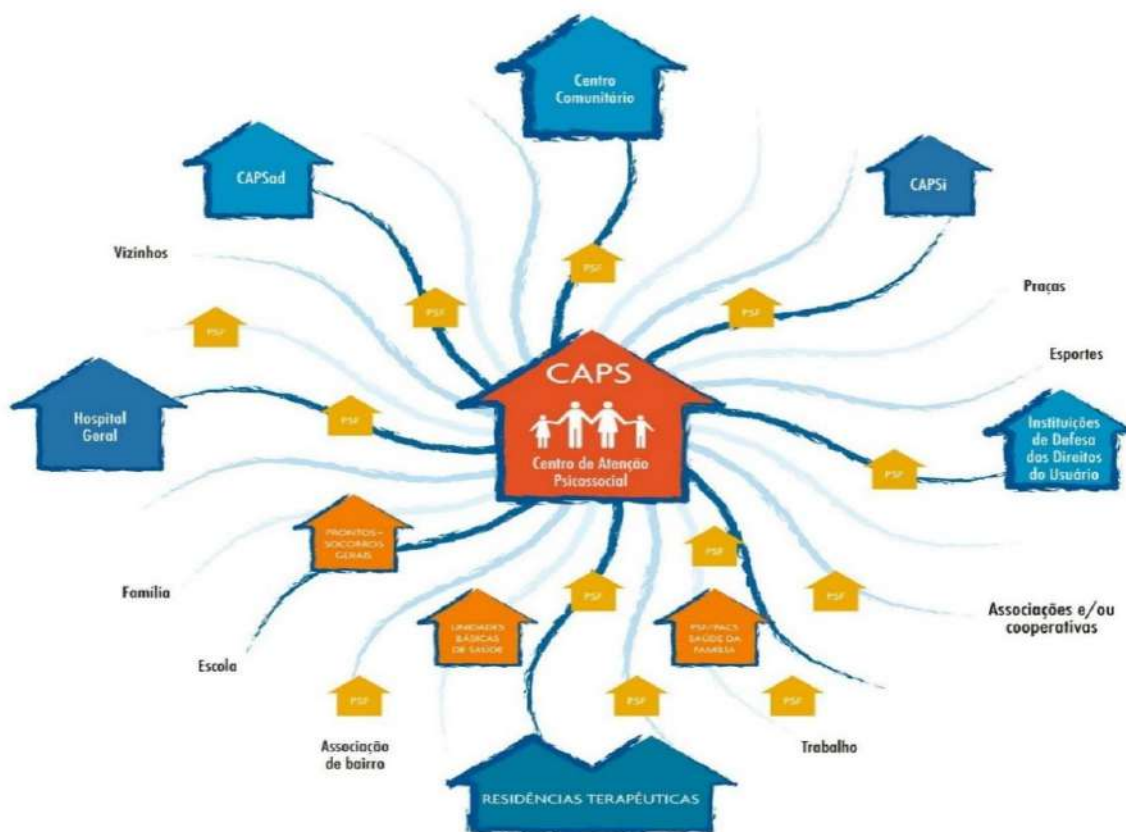 Centro
Comunitário
CAPSad
CAPSi
Vizinhos
PSF
PSF
PSF
Praças
PSF
Esportes
CAPS
Centro de Atenção
Psicossocial
Hospital
Geral
PSF
Instituições
de Defesa
dos Direitos
do Usuário
PSF
PRONTOS-
SOCORROS
GERAIS
PSF
Família
PSF
PSF
Associações e/ou
cooperativas
UNIDADES
BÁSICAS
DE SAÚDE
PSF/PACS
SAÚDE DA
FAMÍLIA
Escola
PSF
PSF
PSF
Associação
de bairro
Trabalho
RESIDÊNCIAS TERAPÊUTICAS